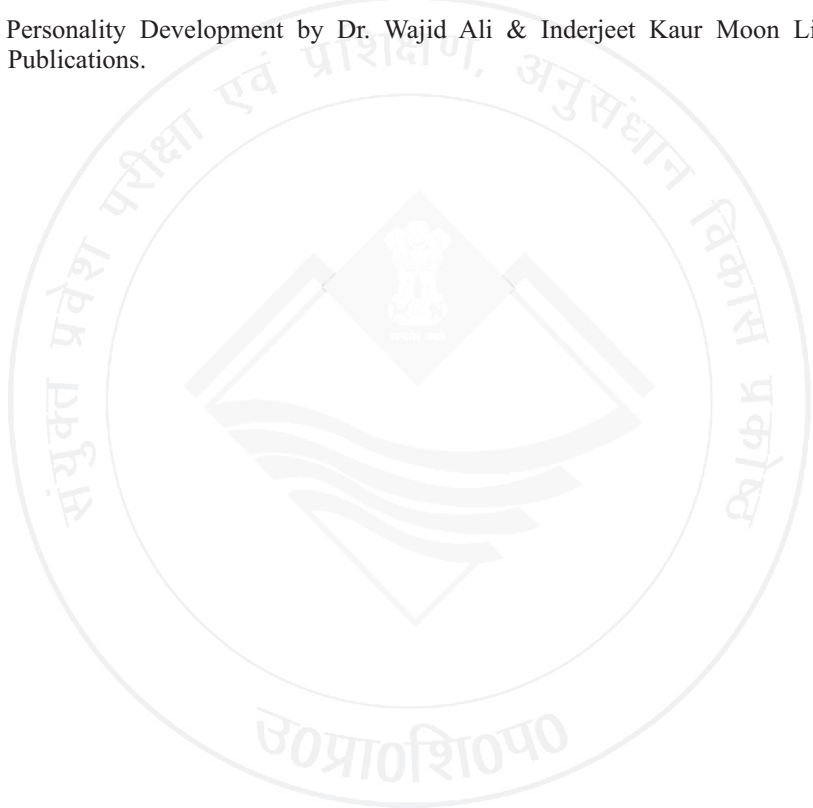 Personality Development by Dr. Wajid Ali & Inderjeet Kaur Moon Li
Publications.
संयुक्त प्रवेश परीक्षा एवं प्रशिक्षण, अनुसंधान विकास प्रकोष्ठ
उ०प्रा०शि०प०